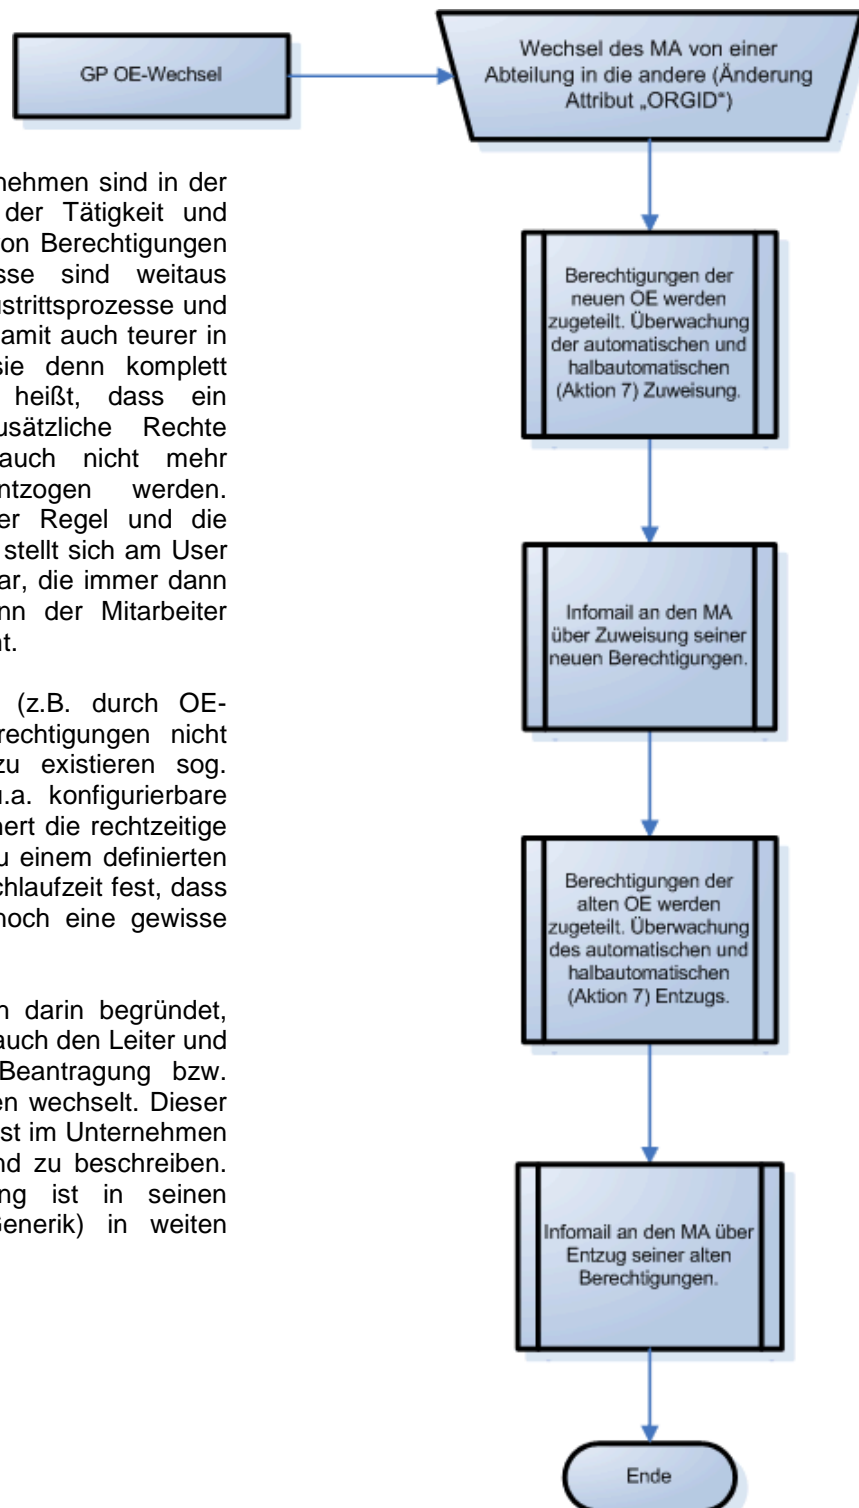 GP OE-Wechsel
Wechsel des MA von einer
Abteilung in die andere (Änderung
Attribut „ORGID“)
nehmen sind in der
der Tätigkeit und
on Berechtigungen
sse sind weitaus
ustrittsprozesse und
amit auch teurer in
sie denn komplett
heißt, dass ein
usätzliche Rechte
auch nicht mehr
ntzogen werden.
er Regel und die
stellt sich am User
ar, die immer dann
nn der Mitarbeiter
nt.
(z.B. durch OE-
rechtigungen nicht
zu existieren sog.
u.a. konfigurierbare
nert die rechtzeitige
u einem definierten
chlaufzeit fest, dass
noch eine gewisse
n darin begründet,
auch den Leiter und
Beantragung bzw.
en wechselt. Dieser
st im Unternehmen
nd zu beschreiben.
ng ist in seinen
Generik) in weiten
Berechtigungen der
neuen OE werden
zugeteilt. Überwachung
der automatischen und
halbautomatischen
(Aktion 7) Zuweisung.
Infomail an den MA
über Zuweisung seiner
neuen Berechtigungen.
Berechtigungen der
alten OE werden
zugeteilt. Überwachung
des automatischen und
halbautomatischen
(Aktion 7) Entzugs.
Infomail an den MA über
Entzug seiner alten
Berechtigungen.
Ende